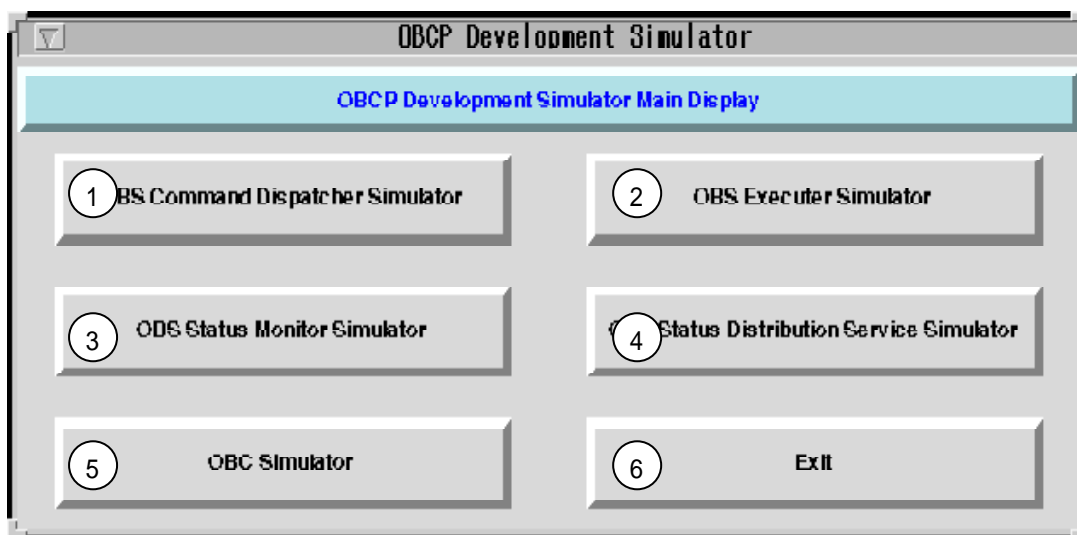 OBCP Development Simulator
OBCP Development Simulator Main Display
1 BS Command Dispatcher Simulator
2 OBS Executer Simulator
3 ODS Status Monitor Simulator
4 Status Distribution Service Simulator
5 OBC Simulator
6 Exit